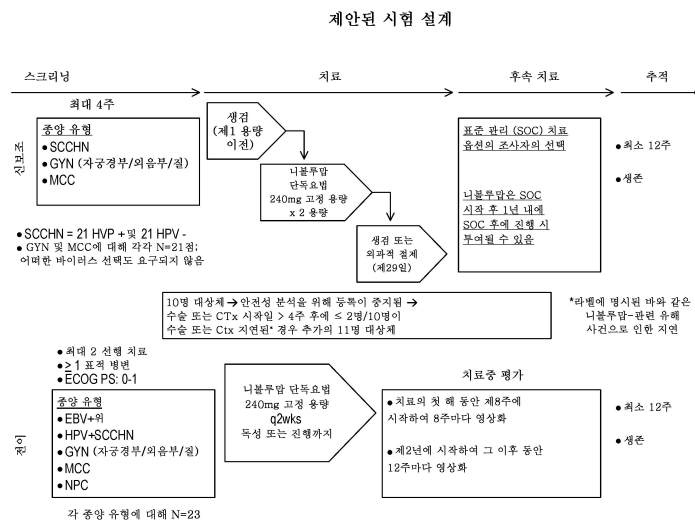 제안된 시험 설계
스크리닝 치료 후속 치료 추적
최대 4주
신보조
종양 유형
● SCCHN
● GYN (자궁경부/외음부/질)
● MCC
● SCCHN = 21 HVP + 및 21 HPV -
● GYN 및 MCC에 대해 각각 N=21점;
어떠한 바이러스 선택도 요구되지 않음
생검
(제1 용량
이전)
니볼루맙
단독요법
240mg 고정 용량
x 2 용량
생검 또는
외과적 절제
(제29일)
표준 관리 (SOC) 치료
옵션의 조사자의 선택
니볼루맙은 SOC
시작 후 1년 내에
SOC 후에 진행 시
투여될 수 있음
● 최소 12주
● 생존
10명 대상체 → 안전성 분석을 위해 등록이 중지됨 →
수술 또는 CTx 시작일 > 4주 후에 ≤ 2명/10명이
수술 또는 Ctx 지연된* 경우 추가의 11명 대상체
*라벨에 명시된 바와 같은
니볼루맙-관련 유해
사건으로 인한 지연
● 최대 2 선행 치료
● ≥ 1 표적 병변
● ECOG PS: 0-1
전이
종양 유형
● EBV+위
● HPV+SCCHN
● GYN (자궁경부/외음부/질)
● MCC
● NPC
각 종양 유형에 대해 N=23
니볼루맙 단독요법
240mg 고정 용량
q2wks
독성 또는 진행까지
치료중 평가
● 치료의 첫 해 동안 제8주에
시작하여 8주마다 영상화
● 제2년에 시작하여 그 이후 동안
12주마다 영상화
● 최소 12주
● 생존